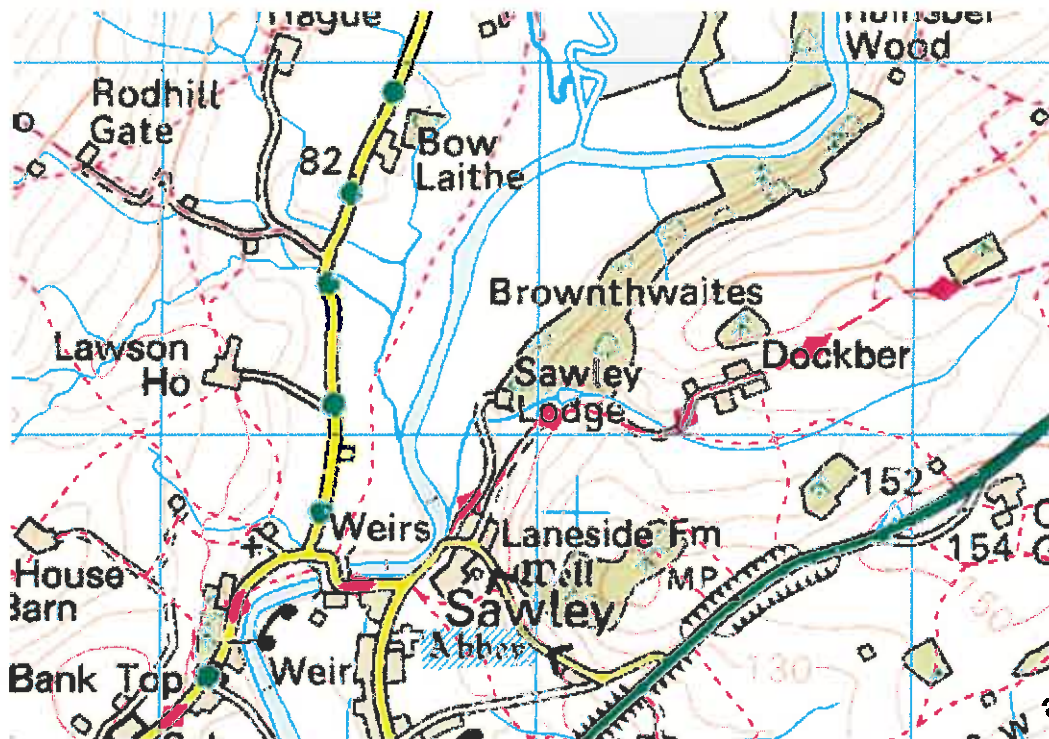 Hague
Wood
Rodhill
Gate
82
Bow
Laithe
Brownthwaites
Lawson
Ho
Dockber
Sawley
Lodge
152
Weirs
Laneside Fm
154
House
Barn
Well
MP
Sawley
150
Abbey
Bank Top
Weir
130